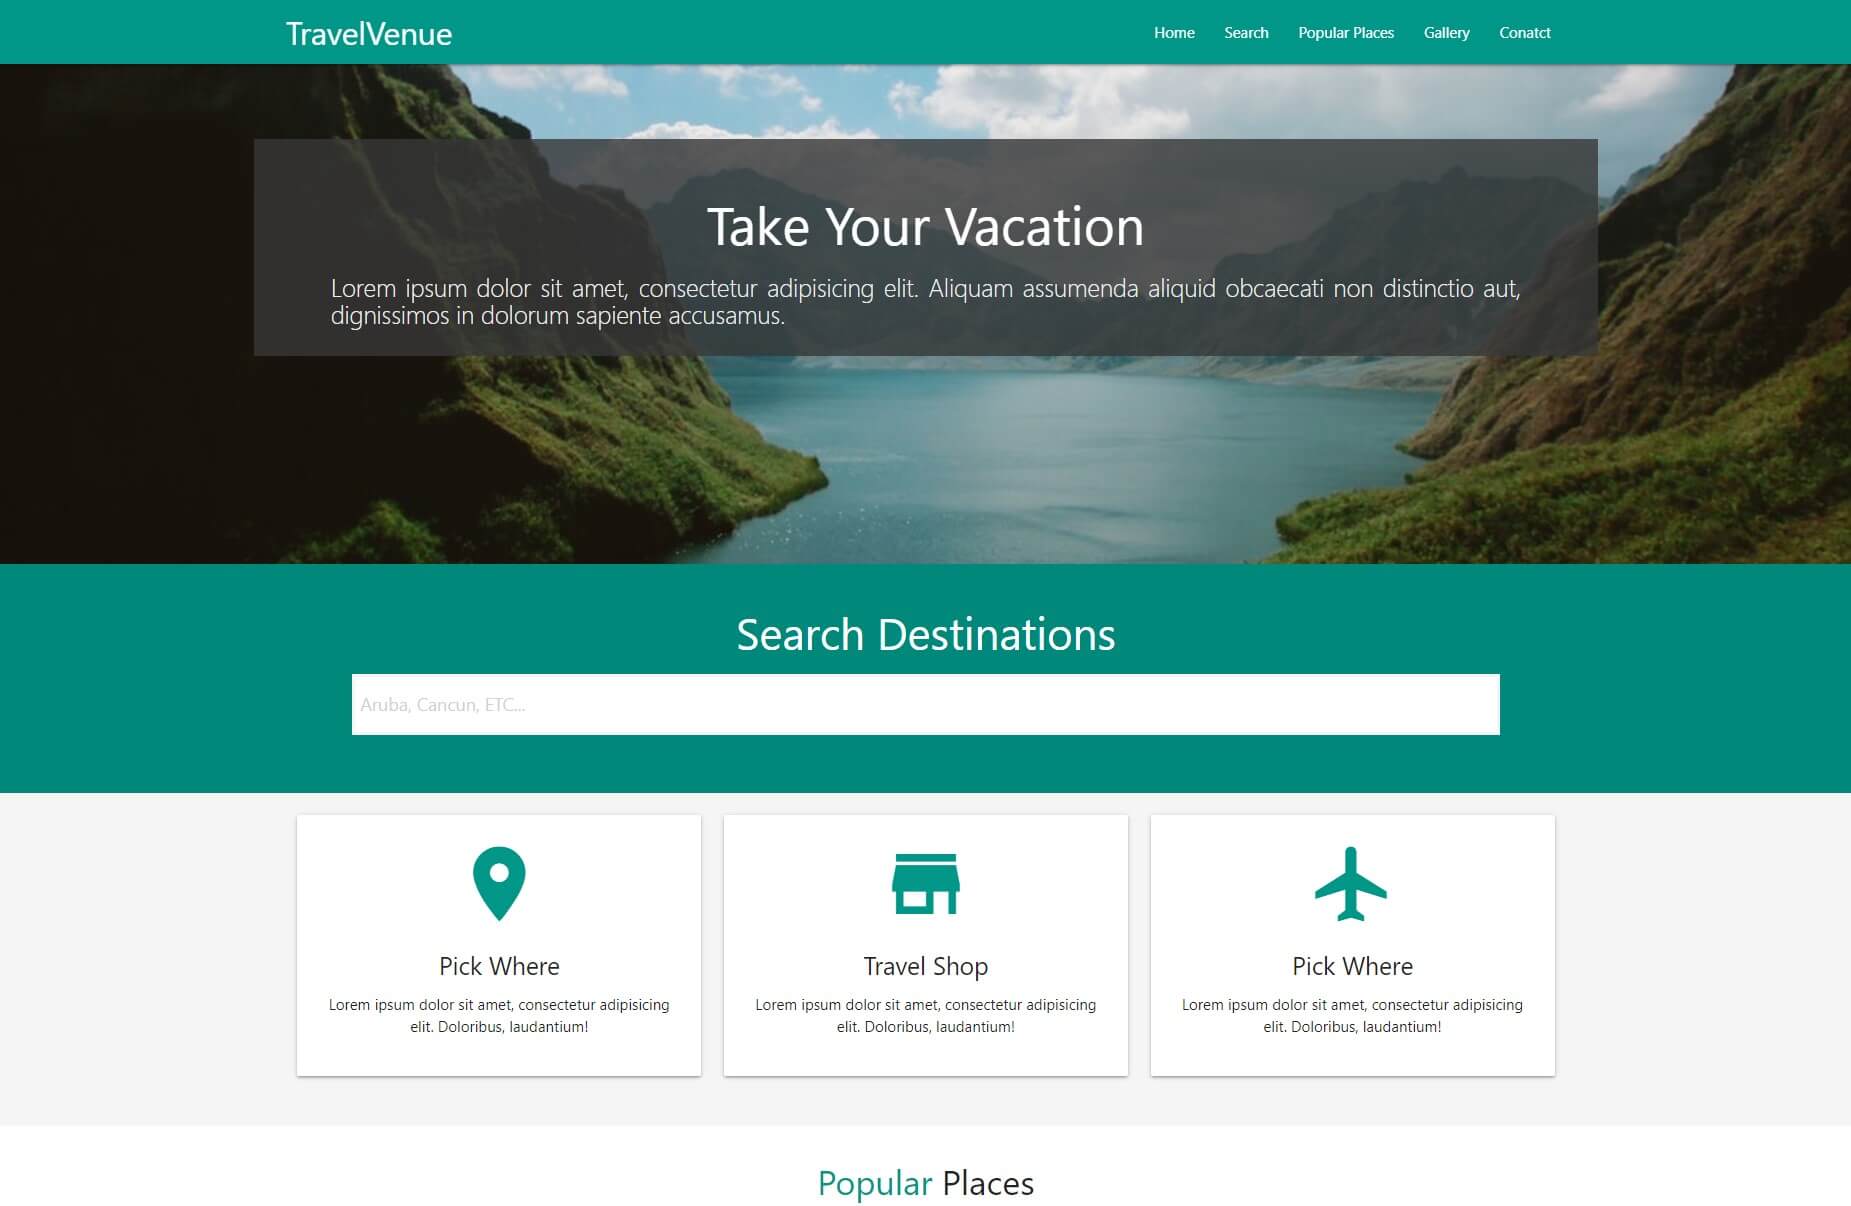 TravelVenue
Home Search Popular Places Gallery Conatct
Take Your Vacation
Lorem ipsum dolor sit amet, consectetur adipisicing elit. Aliquam assumenda aliquid obcaecati non distinctio aut,
dignissimos in dolorum sapiente accusamus.
Search Destinations
Aruba, Cancun, ETC...
Pick Where
Lorem ipsum dolor sit amet, consectetur adipisicing
elit. Doloribus, laudantium!
Travel Shop
Lorem ipsum dolor sit amet, consectetur adipisicing
elit. Doloribus, laudantium!
Pick Where
Lorem ipsum dolor sit amet, consectetur adipisicing
elit. Doloribus, laudantium!
Popular Places